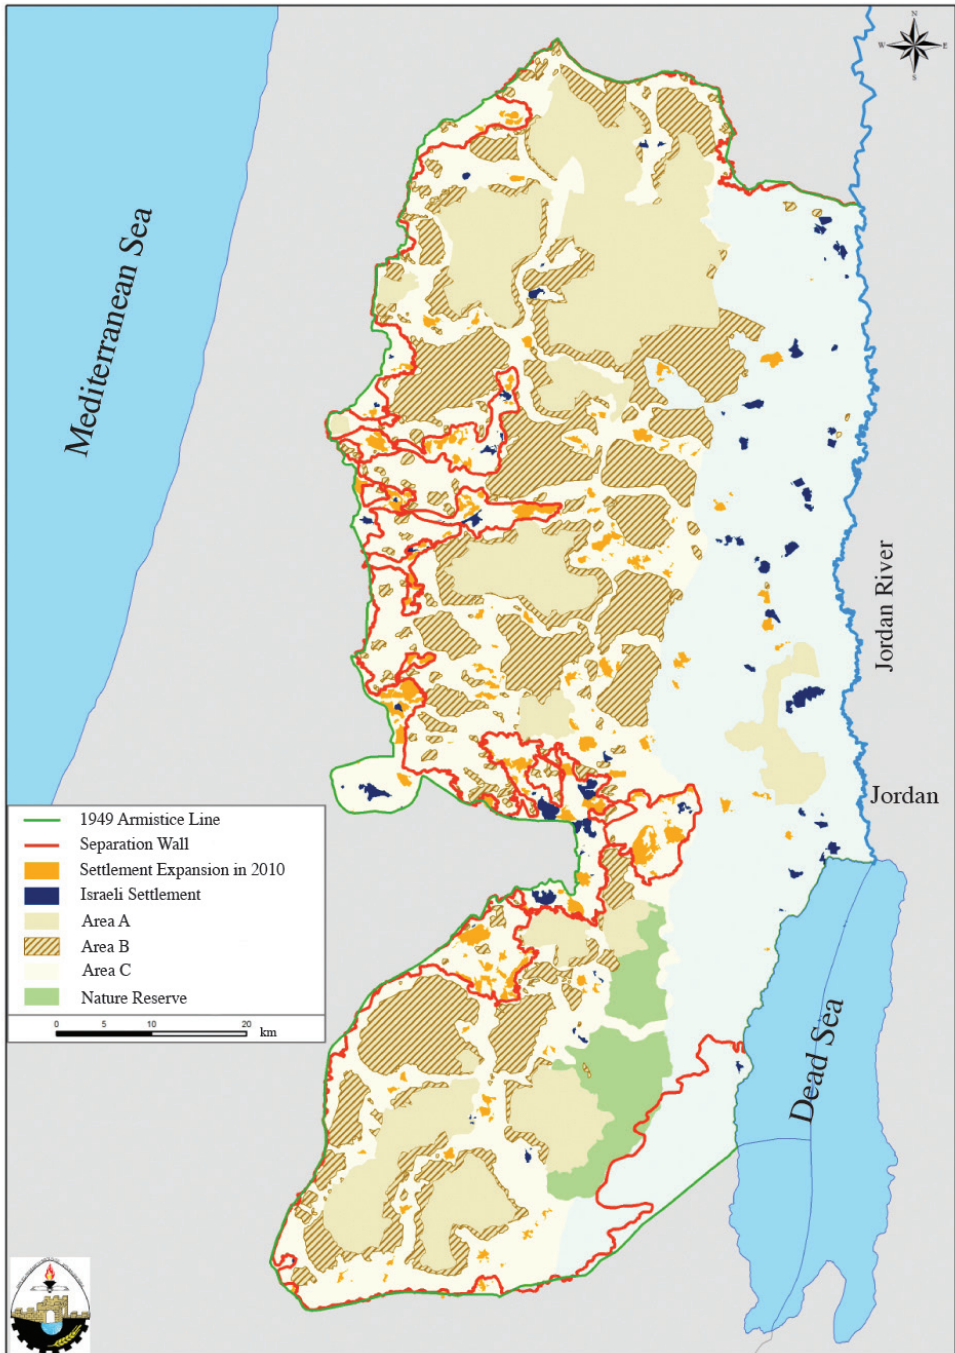 N
W
E
S
Mediterranean Sea
Jordan River
Jordan
1949 Armistice Line
Separation Wall
Settlement Expansion in 2010
Israeli Settlement
Area A
Area B
Area C
Nature Reserve
0 5 10 20
km
Dead Sea